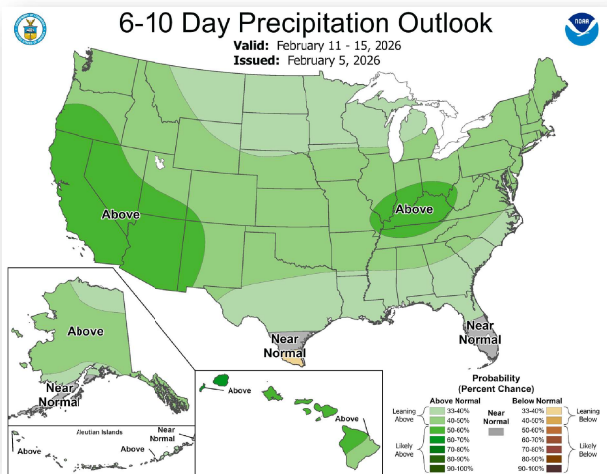 6-10 Day Precipitation Outlook
Valid: February 11 - 15, 2026
Issued: February 5, 2026
NOAA
Above
Above
Near
Normal
Near
Normal
Above
Near
Normal
Aleutian Islands
Above
Near
Normal
Above
Above
Above
Probability
(Percent Chance)
Above Normal
Below Normal
Near
Normal
Leaning
Above
33-40%
40-50%
33-40%
40-50%
Leaning
Below
Likely
Above
50-60%
60-70%
70-80%
80-90%
90-100%
50-60%
60-70%
70-80%
80-90%
90-100%
Likely
Below